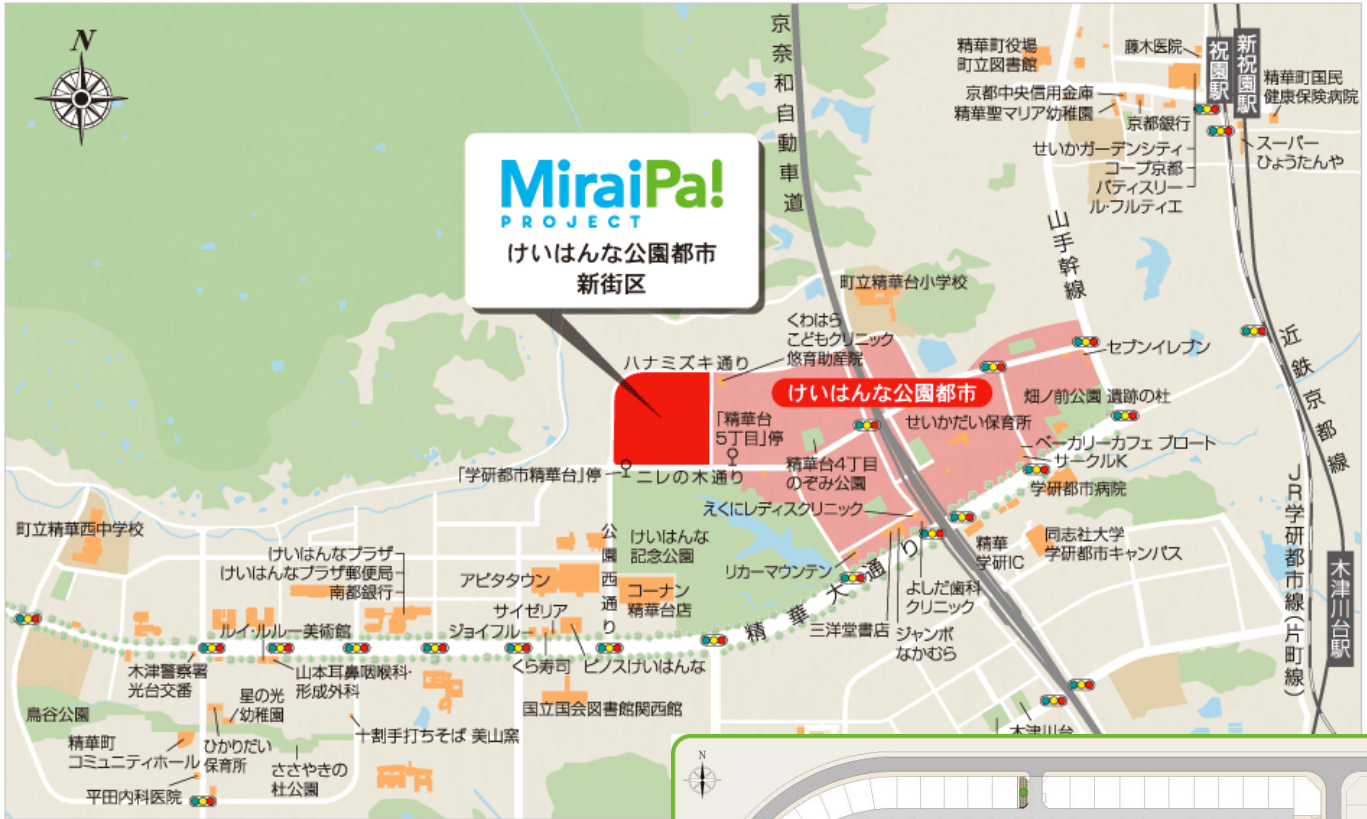 N
MiraiPa!
PROJECT
けいはんな公園都市
新街区
京奈和自動車道
精華町役場
町立図書館
藤木医院
祝園駅
新祝園駅
精華町国民
健康保険病院
京都中央信用金庫
精華聖マリア幼稚園
京都銀行
せいかガーデンシティ
コープ京都
パティスリー
ル・フルティエ
スーパー
ひょうたんや
山手幹線
町立精華台小学校
くわはら
こどもクリニック
悠育助産院
ハナミズキ通り
けいはんな公園都市
セブンイレブン
近鉄京都線
畑ノ前公園 遺跡の杜
「精華台
5丁目」停
せいかだい保育所
ベーカリーカフェ ブロート
サークルK
精華台4丁目
のぞみ公園
「学研都市精華台」停
ニレの木通り
学研都市病院
JR学研都市線(片町線)
えくにレディスクリニック
町立精華西中学校
公園西通り
けいはんな
記念公園
精華
学研IC
同志社大学
学研都市キャンパス
けいはんなプラザ
けいはんなプラザ郵便局
南都銀行
アピタタウン
コーナン
精華台店
リカーマウンテン
よしだ歯科
クリニック
木津川台駅
サイゼリア
精華大通り
三洋堂書店
ジャンボ
なかむら
ルイ・ルルー美術館
ジョイフル
木津警察署
光台交番
山本耳鼻咽喉科・
形成外科
くら寿司
ピノスけいはんな
星の光
幼稚園
国立国会図書館関西館
鳥谷公園
精華町
コミュニティホール
ひかりだい
保育所
ささやきの
杜公園
十割手打ちそば 美山窯
木津川台
平田内科医院
N